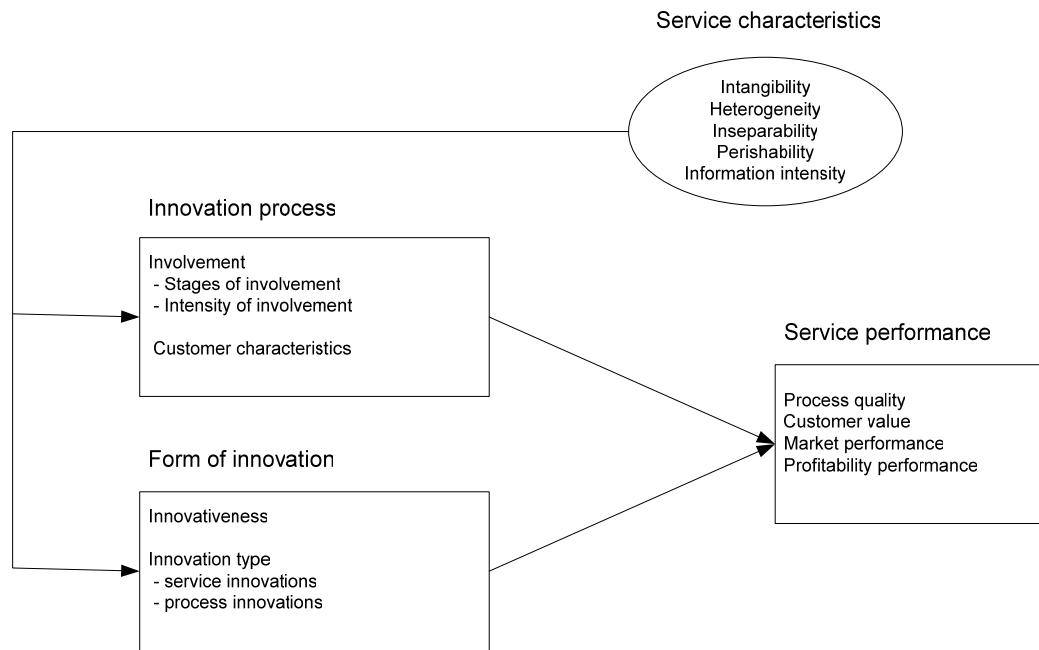 Service characteristics
Intangibility
Heterogeneity
Inseparability
Perishability
Information intensity
Innovation process
Involvement
- Stages of involvement
- Intensity of involvement
Customer characteristics
Service performance
Process quality
Customer value
Market performance
Profitability performance
Form of innovation
Innovativeness
Innovation type
- service innovations
- process innovations